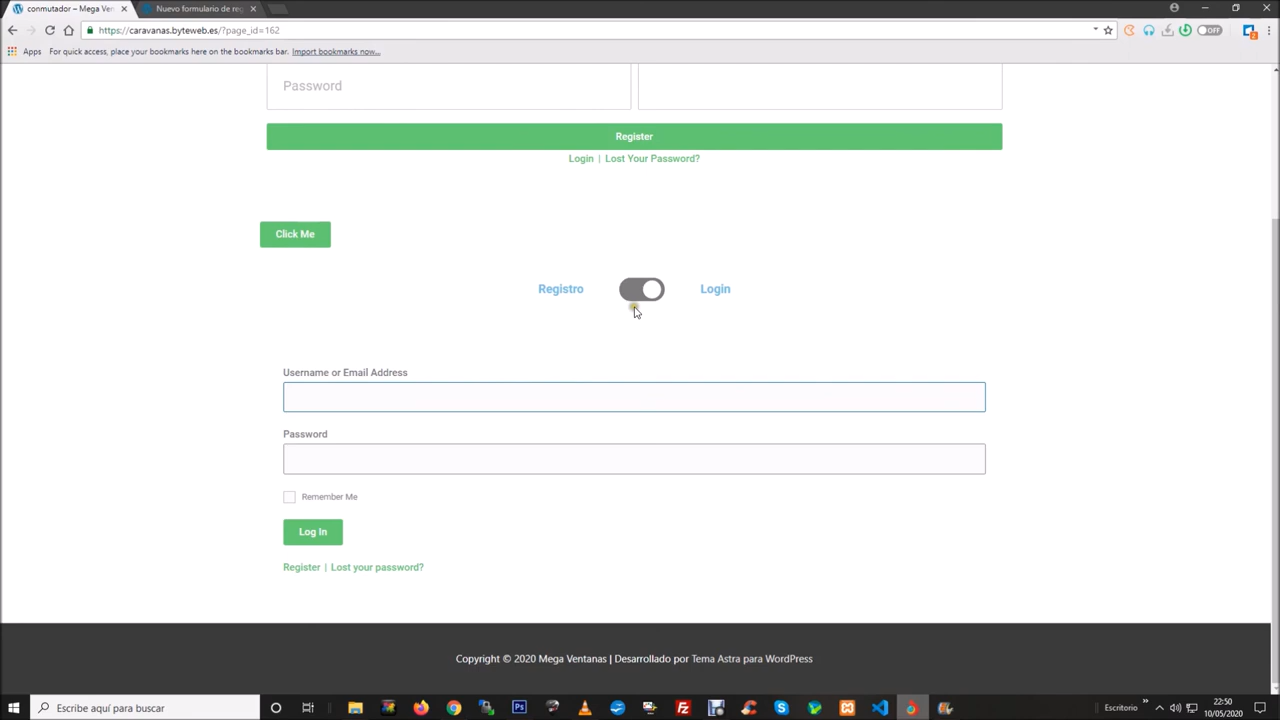 conmutador – Mega Ven
Nuevo formulario de reg
https://caravanas.byteweb.es/?page_id=162
OFF
2
Apps
For quick access, place your bookmarks here on the bookmarks bar. Import bookmarks now...
Password
Register
Login | Lost Your Password?
Click Me
Registro
Login
Username or Email Address
Password
Remember Me
Log In
Register | Lost your password?
Copyright © 2020 Mega Ventanas | Desarrollado por Tema Astra para WordPress
Escribe aquí para buscar
Escritorio
22:50
10/05/2020